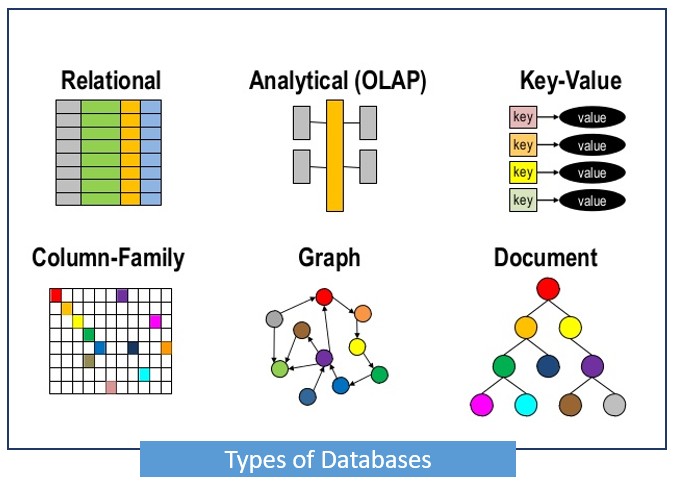 Relational
Analytical (OLAP)
Key-Value
key value
key value
key value
key value
Column-Family
Graph
Document
Types of Databases